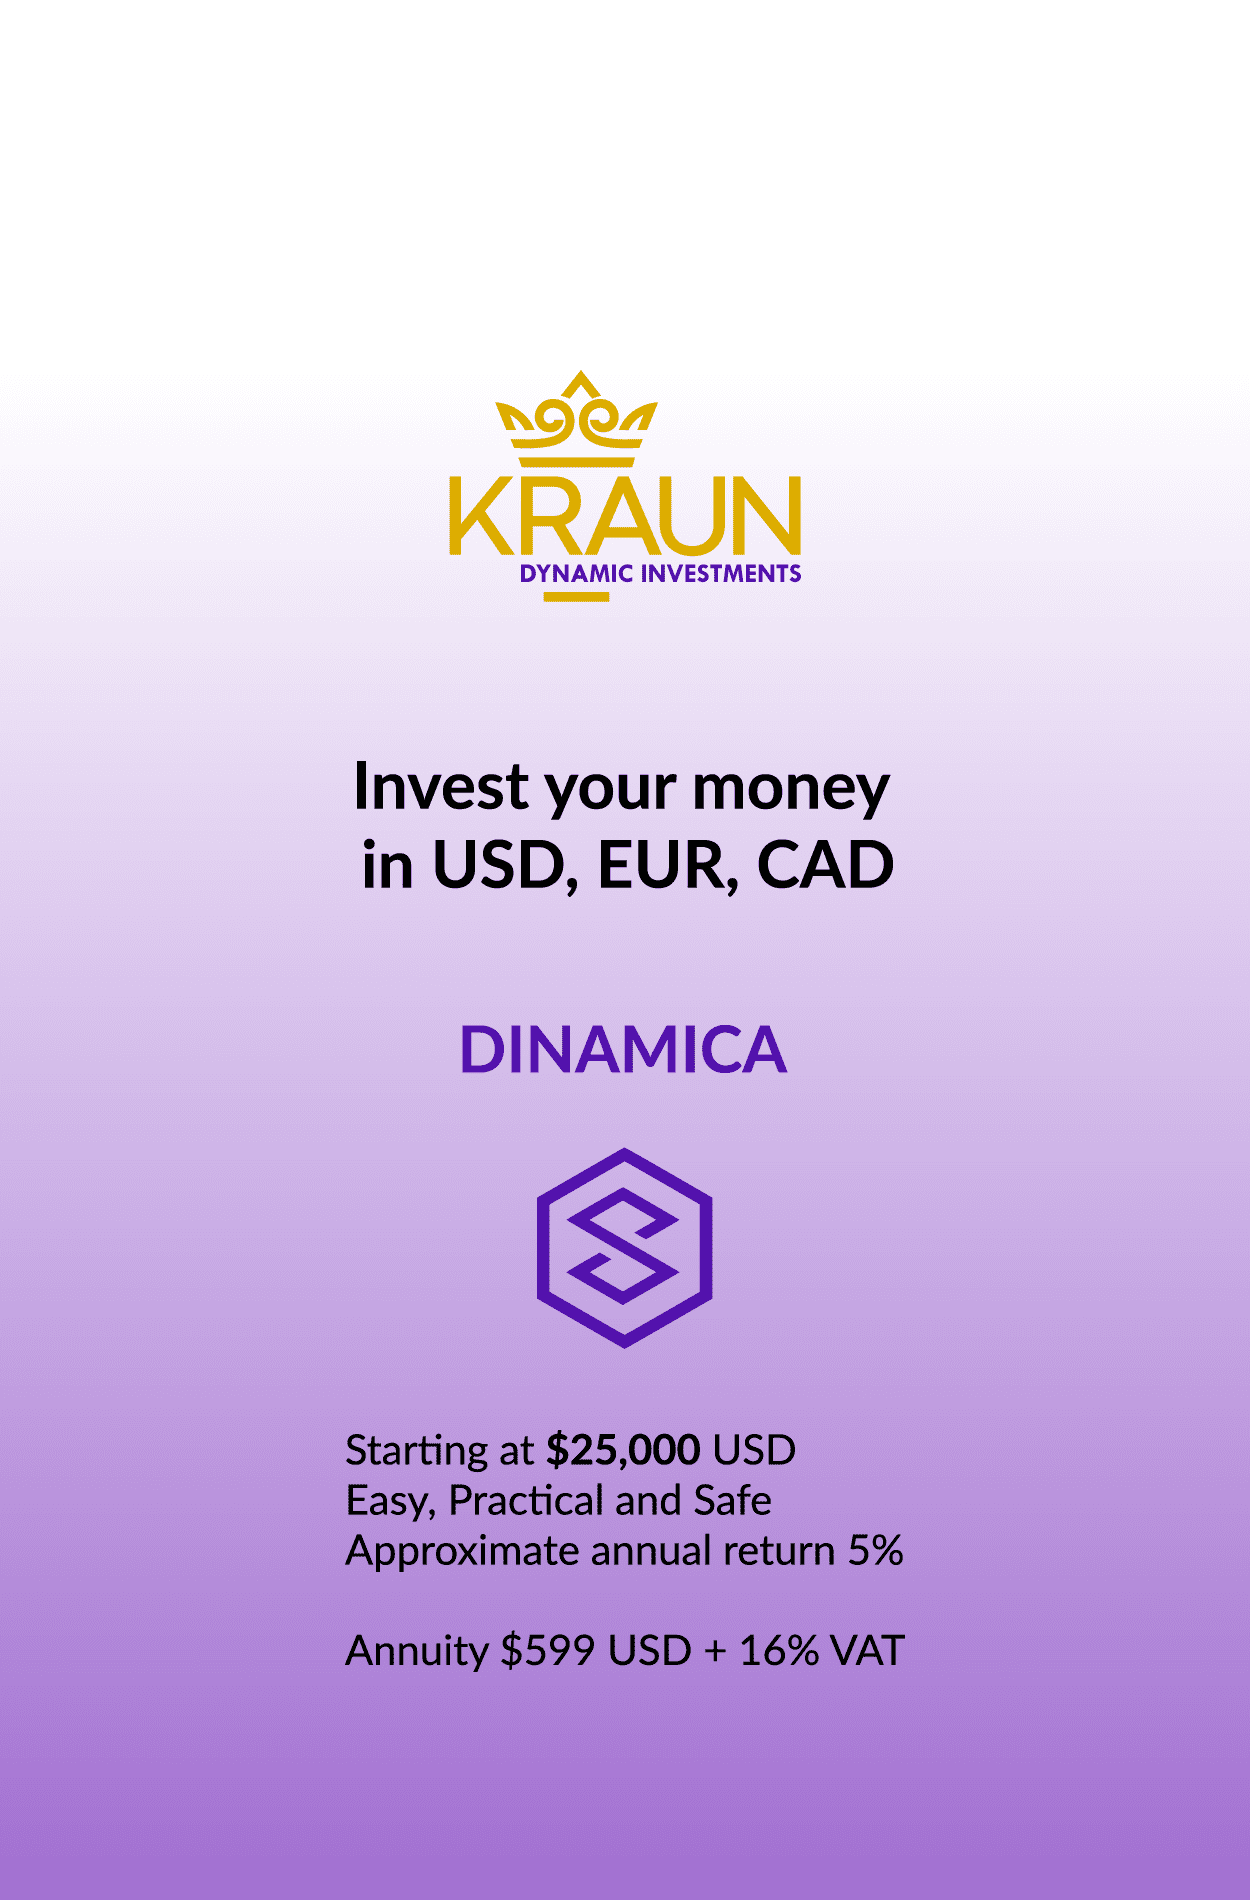 KRAUN
DYNAMIC INVESTMENTS
Invest your money
in USD, EUR, CAD
DINAMICA
Starting at $25,000 USD
Easy, Practical and Safe
Approximate annual return 5%
Annuity $599 USD + 16% VAT